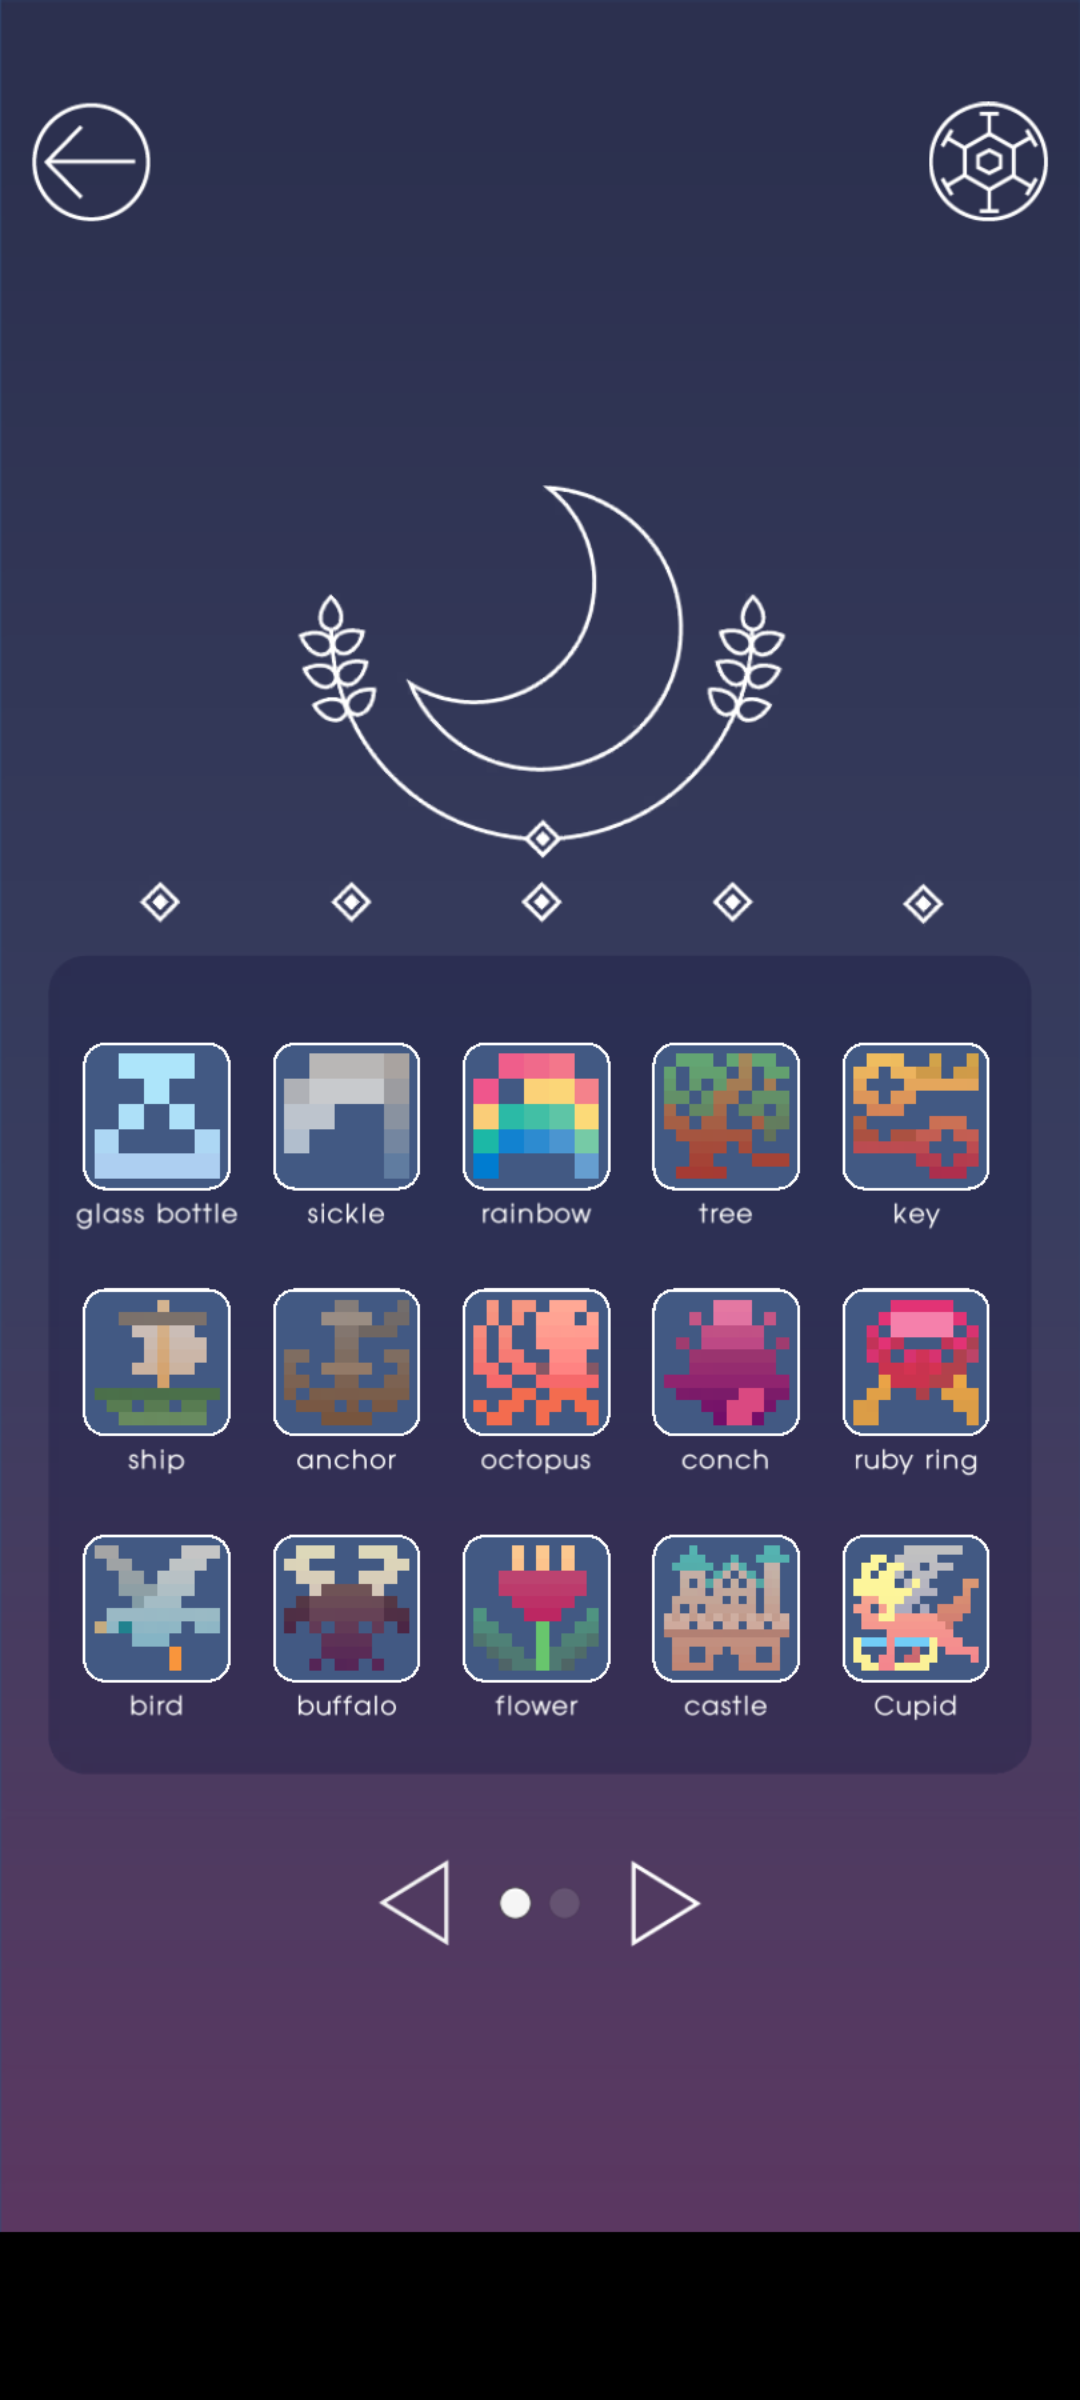 glass bottle sickle rainbow tree key
ship anchor octopus conch ruby ring
bird buffalo flower castle Cupid